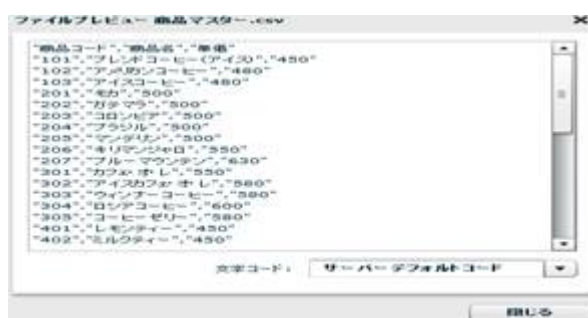 ファイルプレビュー 商品マスター.csv
"商品コード","商品名","単価"
"101","ブレンドコーヒー(アイス)","450"
"102","アメリカンコーヒー","480"
"103","アイスコーヒー","480"
"201","モカ","500"
"202","ガテマラ","500"
"203","コロンビア","500"
"204","ブラジル","500"
"205","マンデリン","550"
"206","キリマンジャロ","550"
"207","ブルーマウンテン","630"
"301","カフェ オ レ","550"
"302","アイスカフェ オ レ","580"
"303","ウィンナーコーヒー","580"
"304","ロシアコーヒー","600"
"305","コーヒーゼリー","580"
"401","レモンティー","450"
"402","ミルクティー","450"
文字コード: サーバーデフォルトコード
閉じる